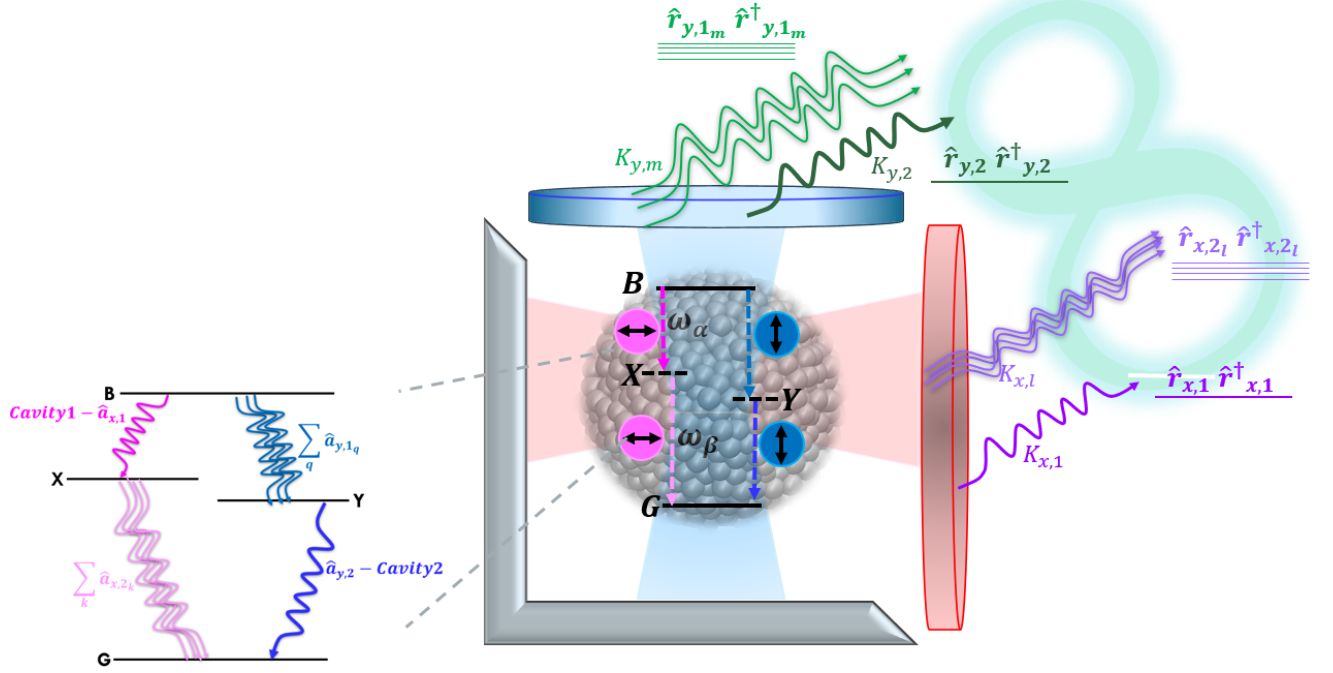 r̂_{y,1_m} r̂†_{y,1_m}
K_{y,m}
K_{y,2}
r̂_{y,2} r̂†_{y,2}
r̂_{x,2_l} r̂†_{x,2_l}
K_{x,l}
r̂_{x,1} r̂†_{x,1}
K_{x,1}
B
ω_α
X
Y
ω_β
G
B
Cavity1 – â_{x,1}
∑_q â_{y,1_q}
X
Y
∑_k â_{x,2_k}
â_{y,2} – Cavity2
G